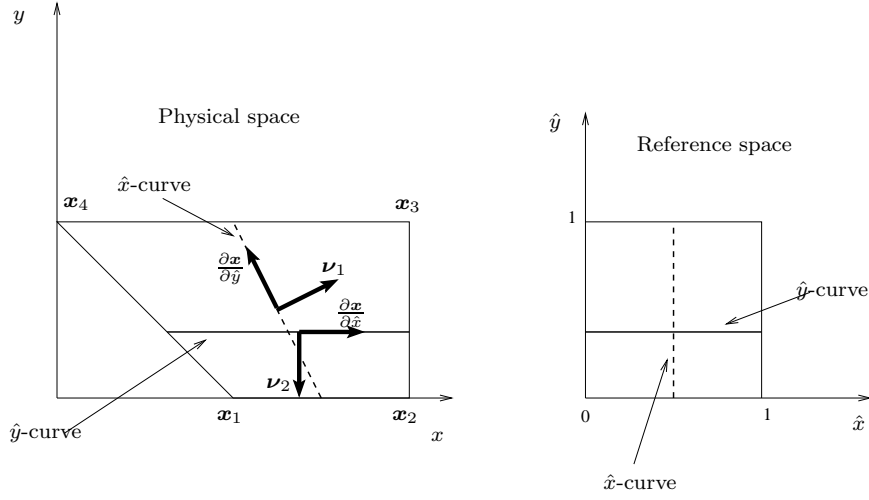 y
Physical space
ŷ
Reference space
x̂-curve
𝒙₄
𝒙₃
1
∂𝒙/∂ŷ
𝝂₁
∂𝒙/∂x̂
ŷ-curve
𝝂₂
𝒙₁
𝒙₂
0
1
ŷ-curve
x
x̂
x̂-curve